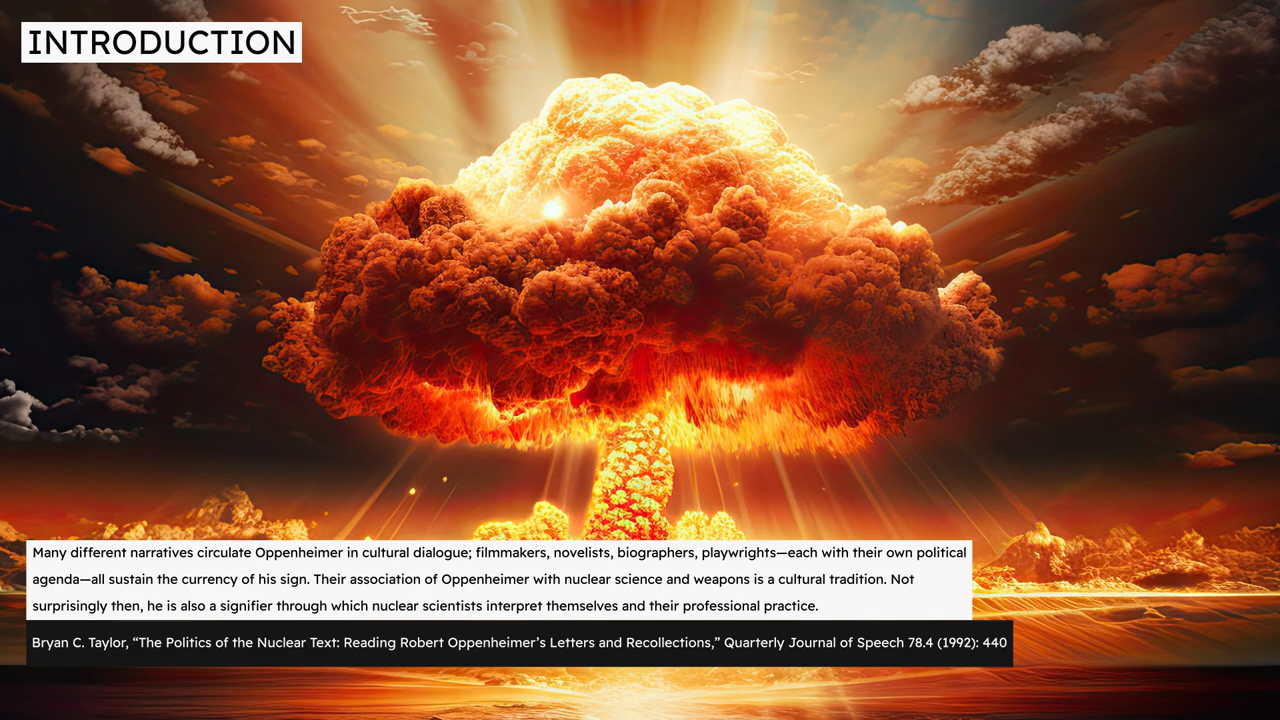 INTRODUCTION
Many different narratives circulate Oppenheimer in cultural dialogue; filmmakers, novelists, biographers, playwrights—each with their own political
agenda—all sustain the currency of his sign. Their association of Oppenheimer with nuclear science and weapons is a cultural tradition. Not
surprisingly then, he is also a signifier through which nuclear scientists interpret themselves and their professional practice.
Bryan C. Taylor, “The Politics of the Nuclear Text: Reading Robert Oppenheimer’s Letters and Recollections,” Quarterly Journal of Speech 78.4 (1992): 440